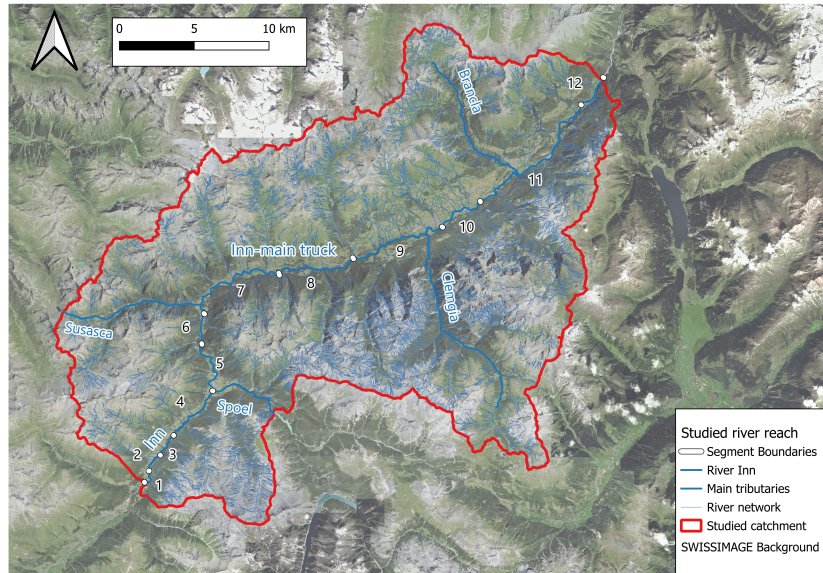 0 5 10 km
12
Brancla
11
10
Inn-main truck
9
8
7
Clemgia
Susasca
6
5
4
Spoel
Inn
2
3
1
Studied river reach
Segment Boundaries
River Inn
Main tributaries
River network
Studied catchment
SWISSIMAGE Background